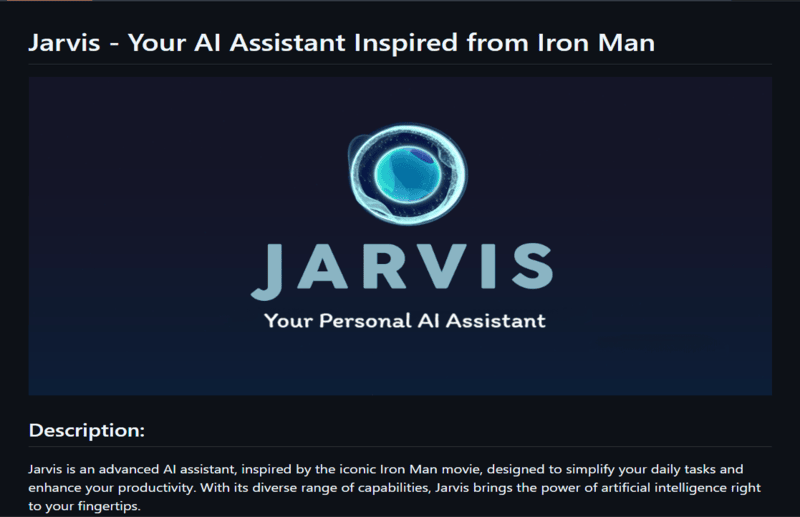 Jarvis - Your AI Assistant Inspired from Iron Man
JARVIS
Your Personal AI Assistant
Description:
Jarvis is an advanced AI assistant, inspired by the iconic Iron Man movie, designed to simplify your daily tasks and
enhance your productivity. With its diverse range of capabilities, Jarvis brings the power of artificial intelligence right
to your fingertips.